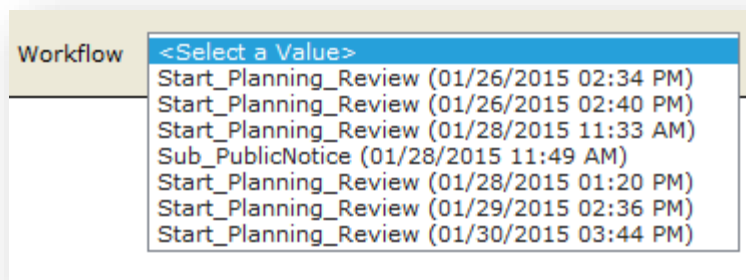 Workflow
<Select a Value>
Start_Planning_Review (01/26/2015 02:34 PM)
Start_Planning_Review (01/26/2015 02:40 PM)
Start_Planning_Review (01/28/2015 11:33 AM)
Sub_PublicNotice (01/28/2015 11:49 AM)
Start_Planning_Review (01/28/2015 01:20 PM)
Start_Planning_Review (01/29/2015 02:36 PM)
Start_Planning_Review (01/30/2015 03:44 PM)